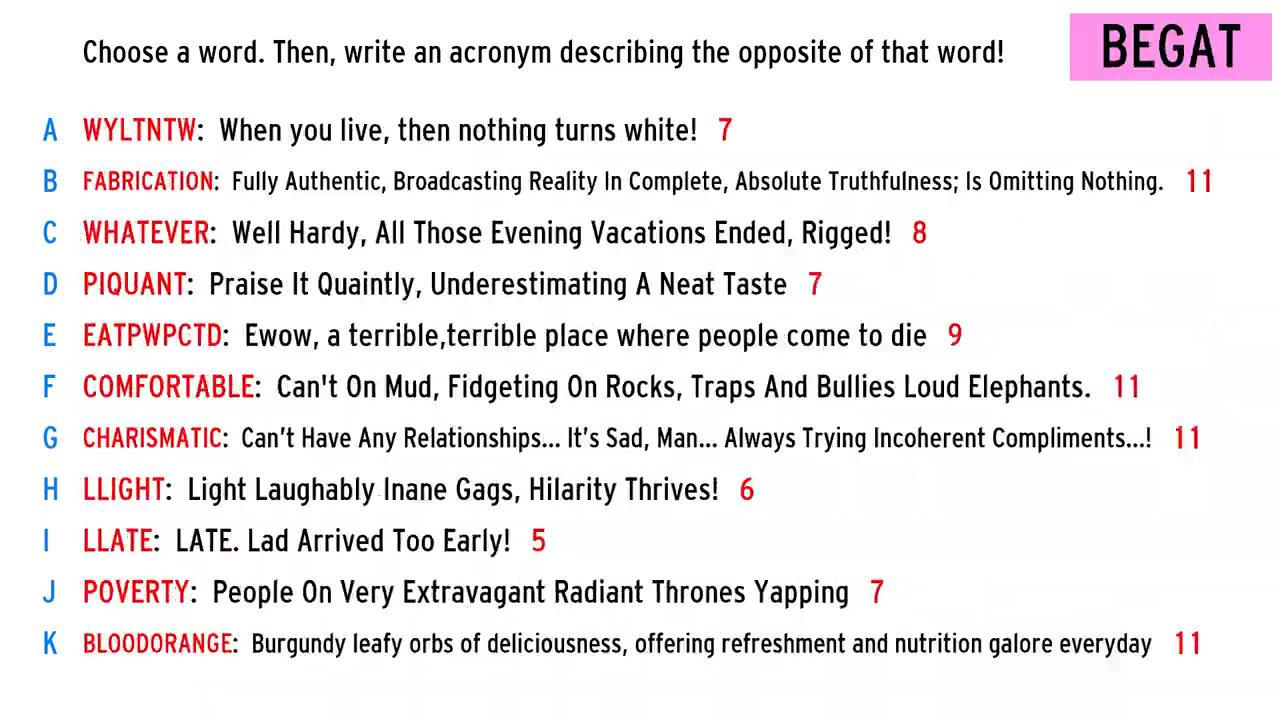 Choose a word. Then, write an acronym describing the opposite of that word!
BEGAT
A WYLTNTW: When you live, then nothing turns white! 7
B FABRICATION: Fully Authentic, Broadcasting Reality In Complete, Absolute Truthfulness; Is Omitting Nothing. 11
C WHATEVER: Well Hardy, All Those Evening Vacations Ended, Rigged! 8
D PIQUANT: Praise It Quaintly, Underestimating A Neat Taste 7
E EATPWPCTD: Ewow, a terrible,terrible place where people come to die 9
F COMFORTABLE: Can't On Mud, Fidgeting On Rocks, Traps And Bullies Loud Elephants. 11
G CHARISMATIC: Can’t Have Any Relationships... It’s Sad, Man... Always Trying Incoherent Compliments...! 11
H LLIGHT: Light Laughably Inane Gags, Hilarity Thrives! 6
I LLATE: LATE. Lad Arrived Too Early! 5
J POVERTY: People On Very Extravagant Radiant Thrones Yapping 7
K BLOODORANGE: Burgundy leafy orbs of deliciousness, offering refreshment and nutrition galore everyday 11